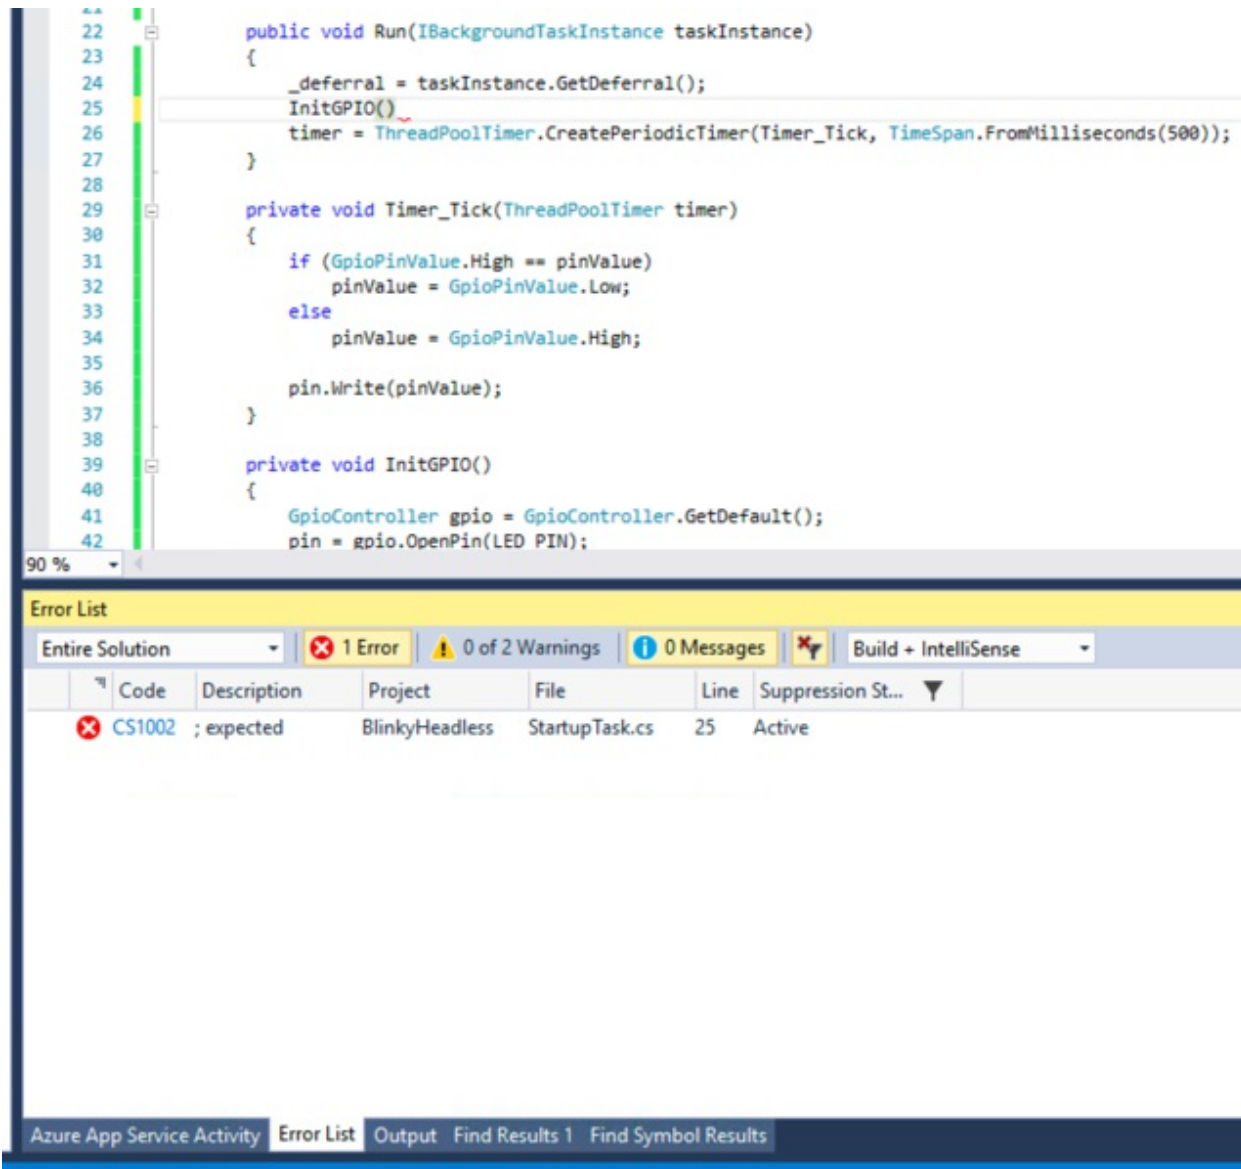 21
22 public void Run(IBackgroundTaskInstance taskInstance)
23 {
24 _deferral = taskInstance.GetDeferral();
25 InitGPIO()
26 timer = ThreadPoolTimer.CreatePeriodicTimer(Timer_Tick, TimeSpan.FromMilliseconds(500));
27 }
28
29 private void Timer_Tick(ThreadPoolTimer timer)
30 {
31 if (GpioPinValue.High == pinValue)
32 pinValue = GpioPinValue.Low;
33 else
34 pinValue = GpioPinValue.High;
35
36 pin.Write(pinValue);
37 }
38
39 private void InitGPIO()
40 {
41 GpioController gpio = GpioController.GetDefault();
42 pin = gpio.OpenPin(LED_PIN);
90 %
Error List
Entire Solution 1 Error 0 of 2 Warnings 0 Messages Build + IntelliSense
Code Description Project File Line Suppression St...
CS1002 ; expected BlinkyHeadless StartupTask.cs 25 Active
Azure App Service Activity Error List Output Find Results 1 Find Symbol Results